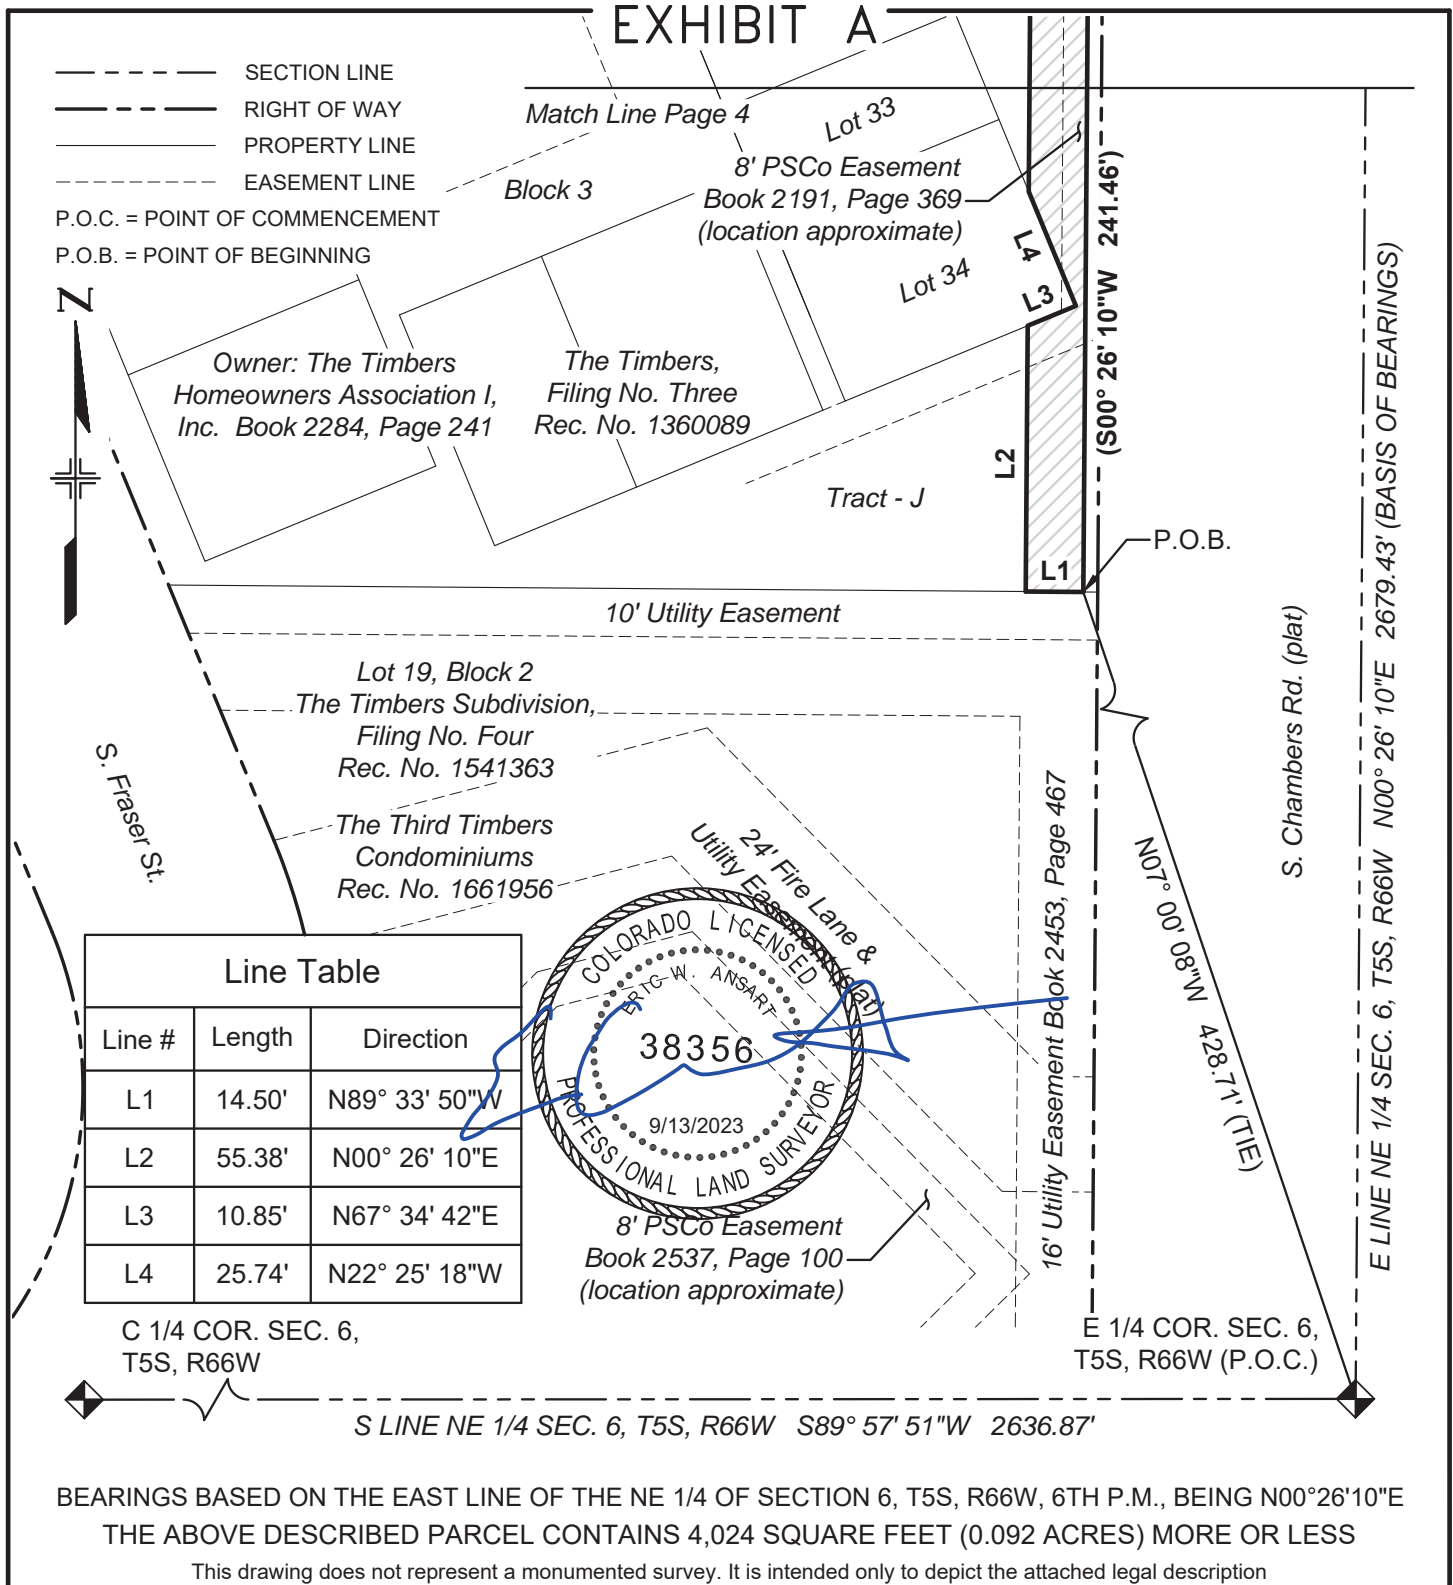 EXHIBIT A
SECTION LINE
RIGHT OF WAY
PROPERTY LINE
EASEMENT LINE
P.O.C. = POINT OF COMMENCEMENT
P.O.B. = POINT OF BEGINNING
N
Match Line Page 4
Lot 33
Block 3
8' PSCo Easement
Book 2191, Page 369
(location approximate)
Lot 34
L4
L3
(S00° 26' 10"W 241.46')
Owner: The Timbers
Homeowners Association I,
Inc. Book 2284, Page 241
The Timbers,
Filing No. Three
Rec. No. 1360089
L2
Tract - J
P.O.B.
L1
10' Utility Easement
E LINE NE 1/4 SEC. 6, T5S, R66W N00° 26' 10"E 2679.43' (BASIS OF BEARINGS)
S. Chambers Rd. (plat)
Lot 19, Block 2
The Timbers Subdivision,
Filing No. Four
Rec. No. 1541363
S. Fraser St.
The Third Timbers
Condominiums
Rec. No. 1661956
24' Fire Lane &
Utility Easement (plat)
16' Utility Easement Book 2453, Page 467
N07° 00' 08"W 428.71' (TIE)
Line Table
Line # Length Direction
L1 14.50' N89° 33' 50"W
L2 55.38' N00° 26' 10"E
L3 10.85' N67° 34' 42"E
L4 25.74' N22° 25' 18"W
COLORADO LICENSED
ERIC W. ANSART
38356
9/13/2023
PROFESSIONAL LAND SURVEYOR
8' PSCo Easement
Book 2537, Page 100
(location approximate)
C 1/4 COR. SEC. 6,
T5S, R66W
E 1/4 COR. SEC. 6,
T5S, R66W (P.O.C.)
S LINE NE 1/4 SEC. 6, T5S, R66W S89° 57' 51"W 2636.87'
BEARINGS BASED ON THE EAST LINE OF THE NE 1/4 OF SECTION 6, T5S, R66W, 6TH P.M., BEING N00°26'10"E
THE ABOVE DESCRIBED PARCEL CONTAINS 4,024 SQUARE FEET (0.092 ACRES) MORE OR LESS
This drawing does not represent a monumented survey. It is intended only to depict the attached legal description